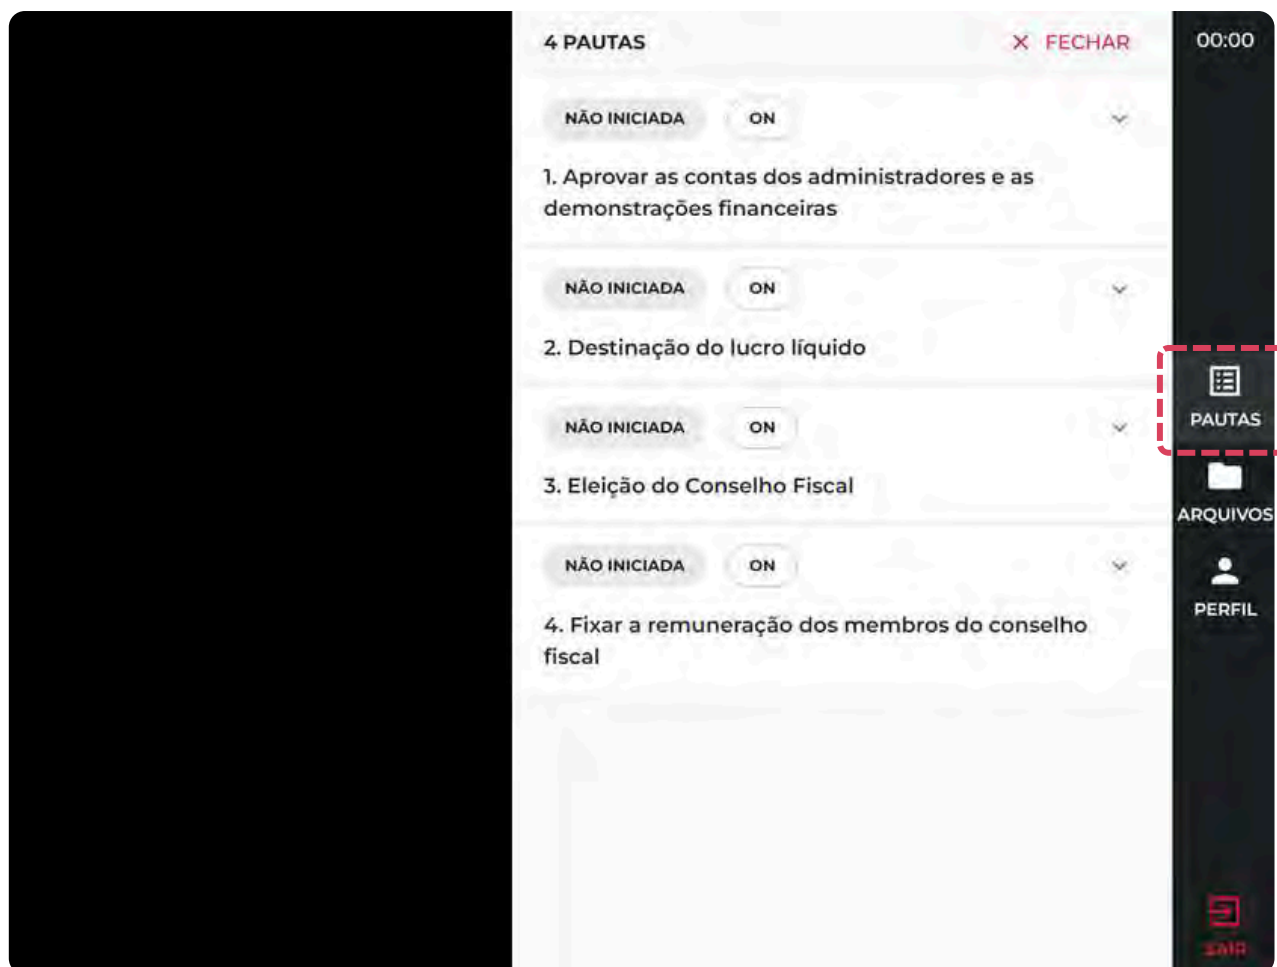 4 PAUTAS
FECHAR
00:00
NÃO INICIADA ON
1. Aprovar as contas dos administradores e as
demonstrações financeiras
NÃO INICIADA ON
2. Destinação do lucro líquido
NÃO INICIADA ON
3. Eleição do Conselho Fiscal
NÃO INICIADA ON
4. Fixar a remuneração dos membros do conselho
fiscal
PAUTAS
ARQUIVOS
PERFIL
SAIR